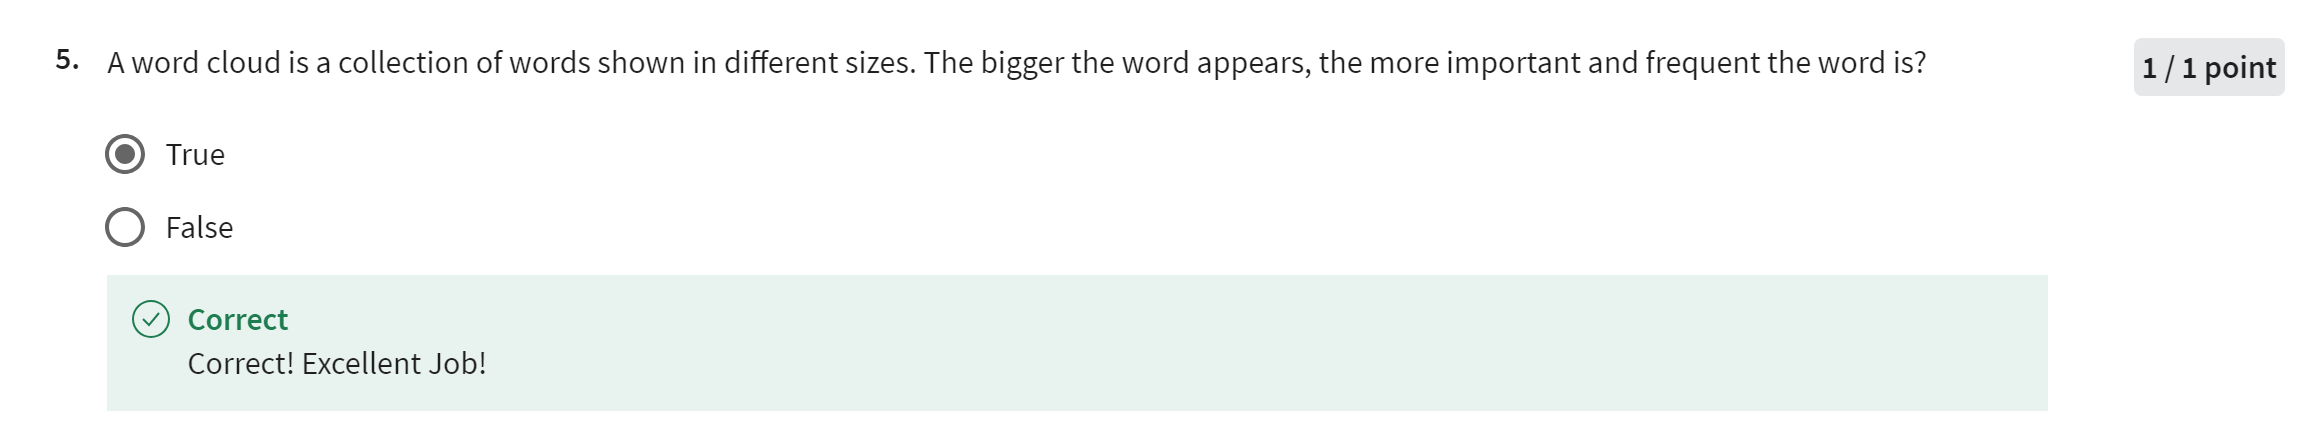 5. A word cloud is a collection of words shown in different sizes. The bigger the word appears, the more important and frequent the word is?
1 / 1 point
True
False
Correct
Correct! Excellent Job!